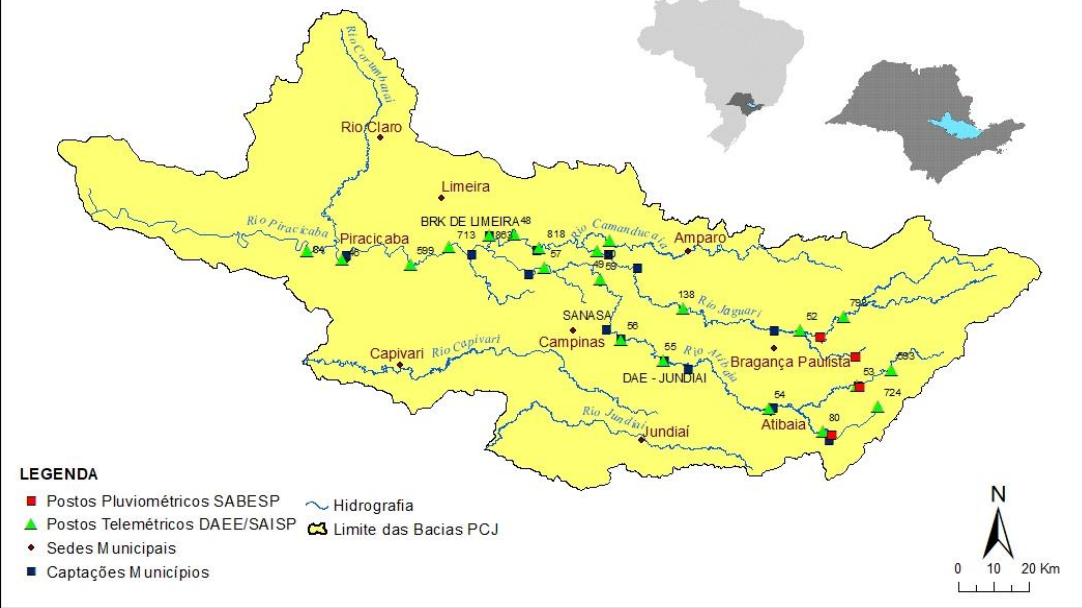 Rio Corumbataí
Rio Claro
Limeira
BRK DE LIMEIRA
48
Rio Camanducaia
Rio Piracicaba
Piracicaba
713
863
818
Amparo
84
599
57
49
59
138
Rio Jaguari
52
SANASA
56
Campinas
Capivari
Rio Capivari
55
Rio Atibaia
Bragança Paulista
593
DAE - JUNDIAI
53
54
724
Rio Jundiaí
Atibaia
80
Jundiaí
LEGENDA
Postos Pluviométricos SABESP
Postos Telemétricos DAEE/SAISP
Sedes Municipais
Captações Municípios
Hidrografia
Limite das Bacias PCJ
N
0 10 20 Km